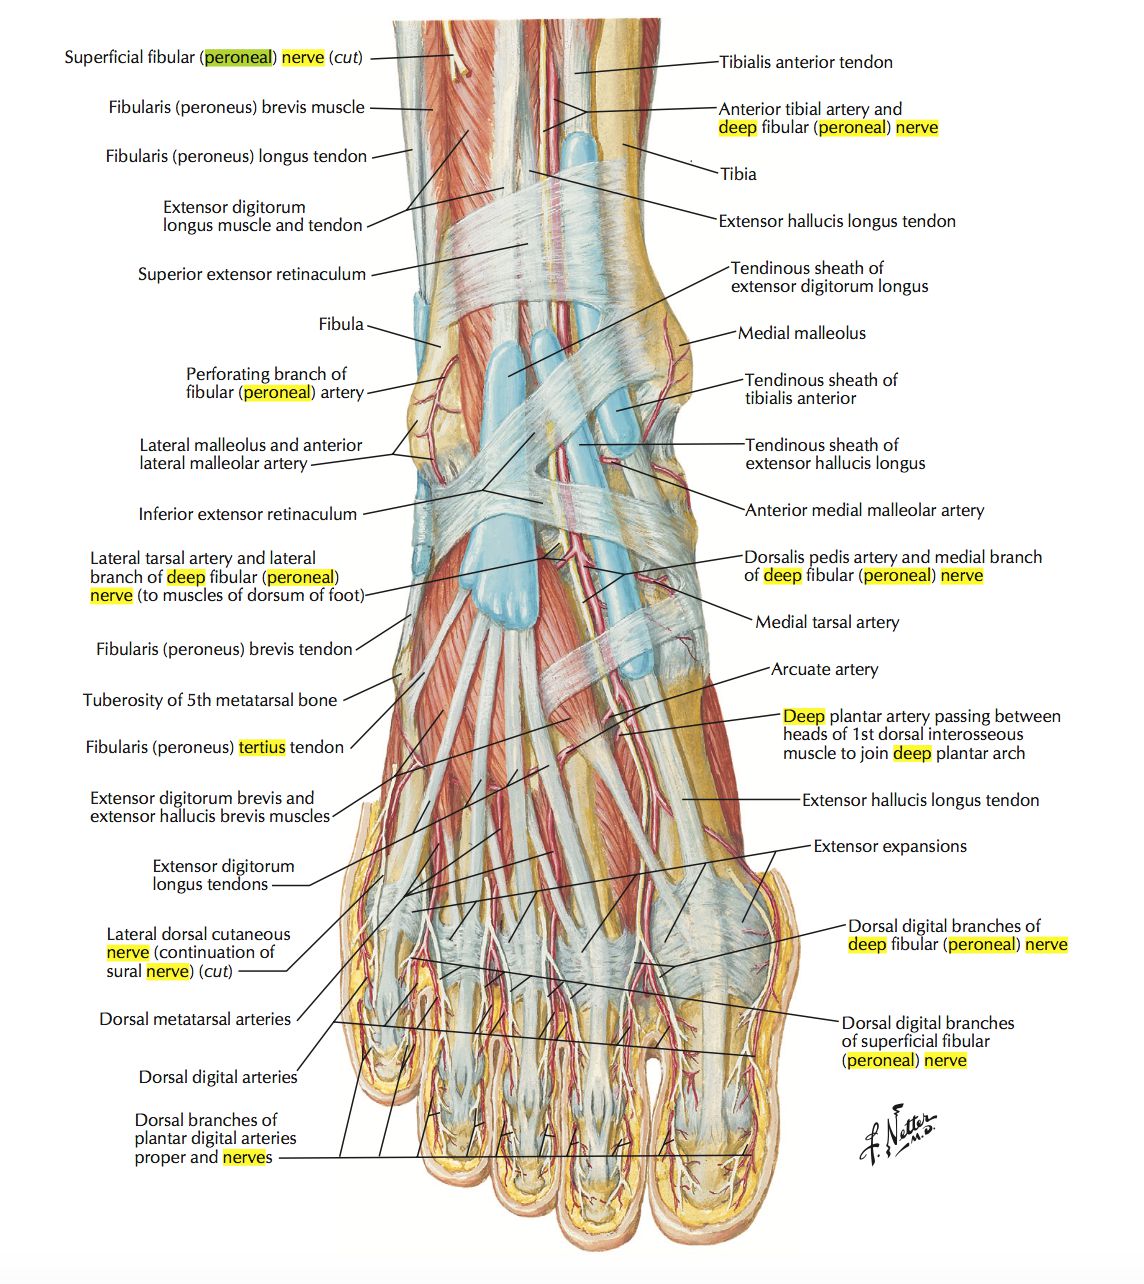 Superficial fibular (peroneal) nerve (cut)
Fibularis (peroneus) brevis muscle
Fibularis (peroneus) longus tendon
Extensor digitorum
longus muscle and tendon
Superior extensor retinaculum
Fibula
Perforating branch of
fibular (peroneal) artery
Lateral malleolus and anterior
lateral malleolar artery
Inferior extensor retinaculum
Lateral tarsal artery and lateral
branch of deep fibular (peroneal)
nerve (to muscles of dorsum of foot)
Fibularis (peroneus) brevis tendon
Tuberosity of 5th metatarsal bone
Fibularis (peroneus) tertius tendon
Extensor digitorum brevis and
extensor hallucis brevis muscles
Extensor digitorum
longus tendons
Lateral dorsal cutaneous
nerve (continuation of
sural nerve) (cut)
Dorsal metatarsal arteries
Dorsal digital arteries
Dorsal branches of
plantar digital arteries
proper and nerves
Tibialis anterior tendon
Anterior tibial artery and
deep fibular (peroneal) nerve
Tibia
Extensor hallucis longus tendon
Tendinous sheath of
extensor digitorum longus
Medial malleolus
Tendinous sheath of
tibialis anterior
Tendinous sheath of
extensor hallucis longus
Anterior medial malleolar artery
Dorsalis pedis artery and medial branch
of deep fibular (peroneal) nerve
Medial tarsal artery
Arcuate artery
Deep plantar artery passing between
heads of 1st dorsal interosseous
muscle to join deep plantar arch
Extensor hallucis longus tendon
Extensor expansions
Dorsal digital branches of
deep fibular (peroneal) nerve
Dorsal digital branches
of superficial fibular
(peroneal) nerve
F. Netter
M.D.